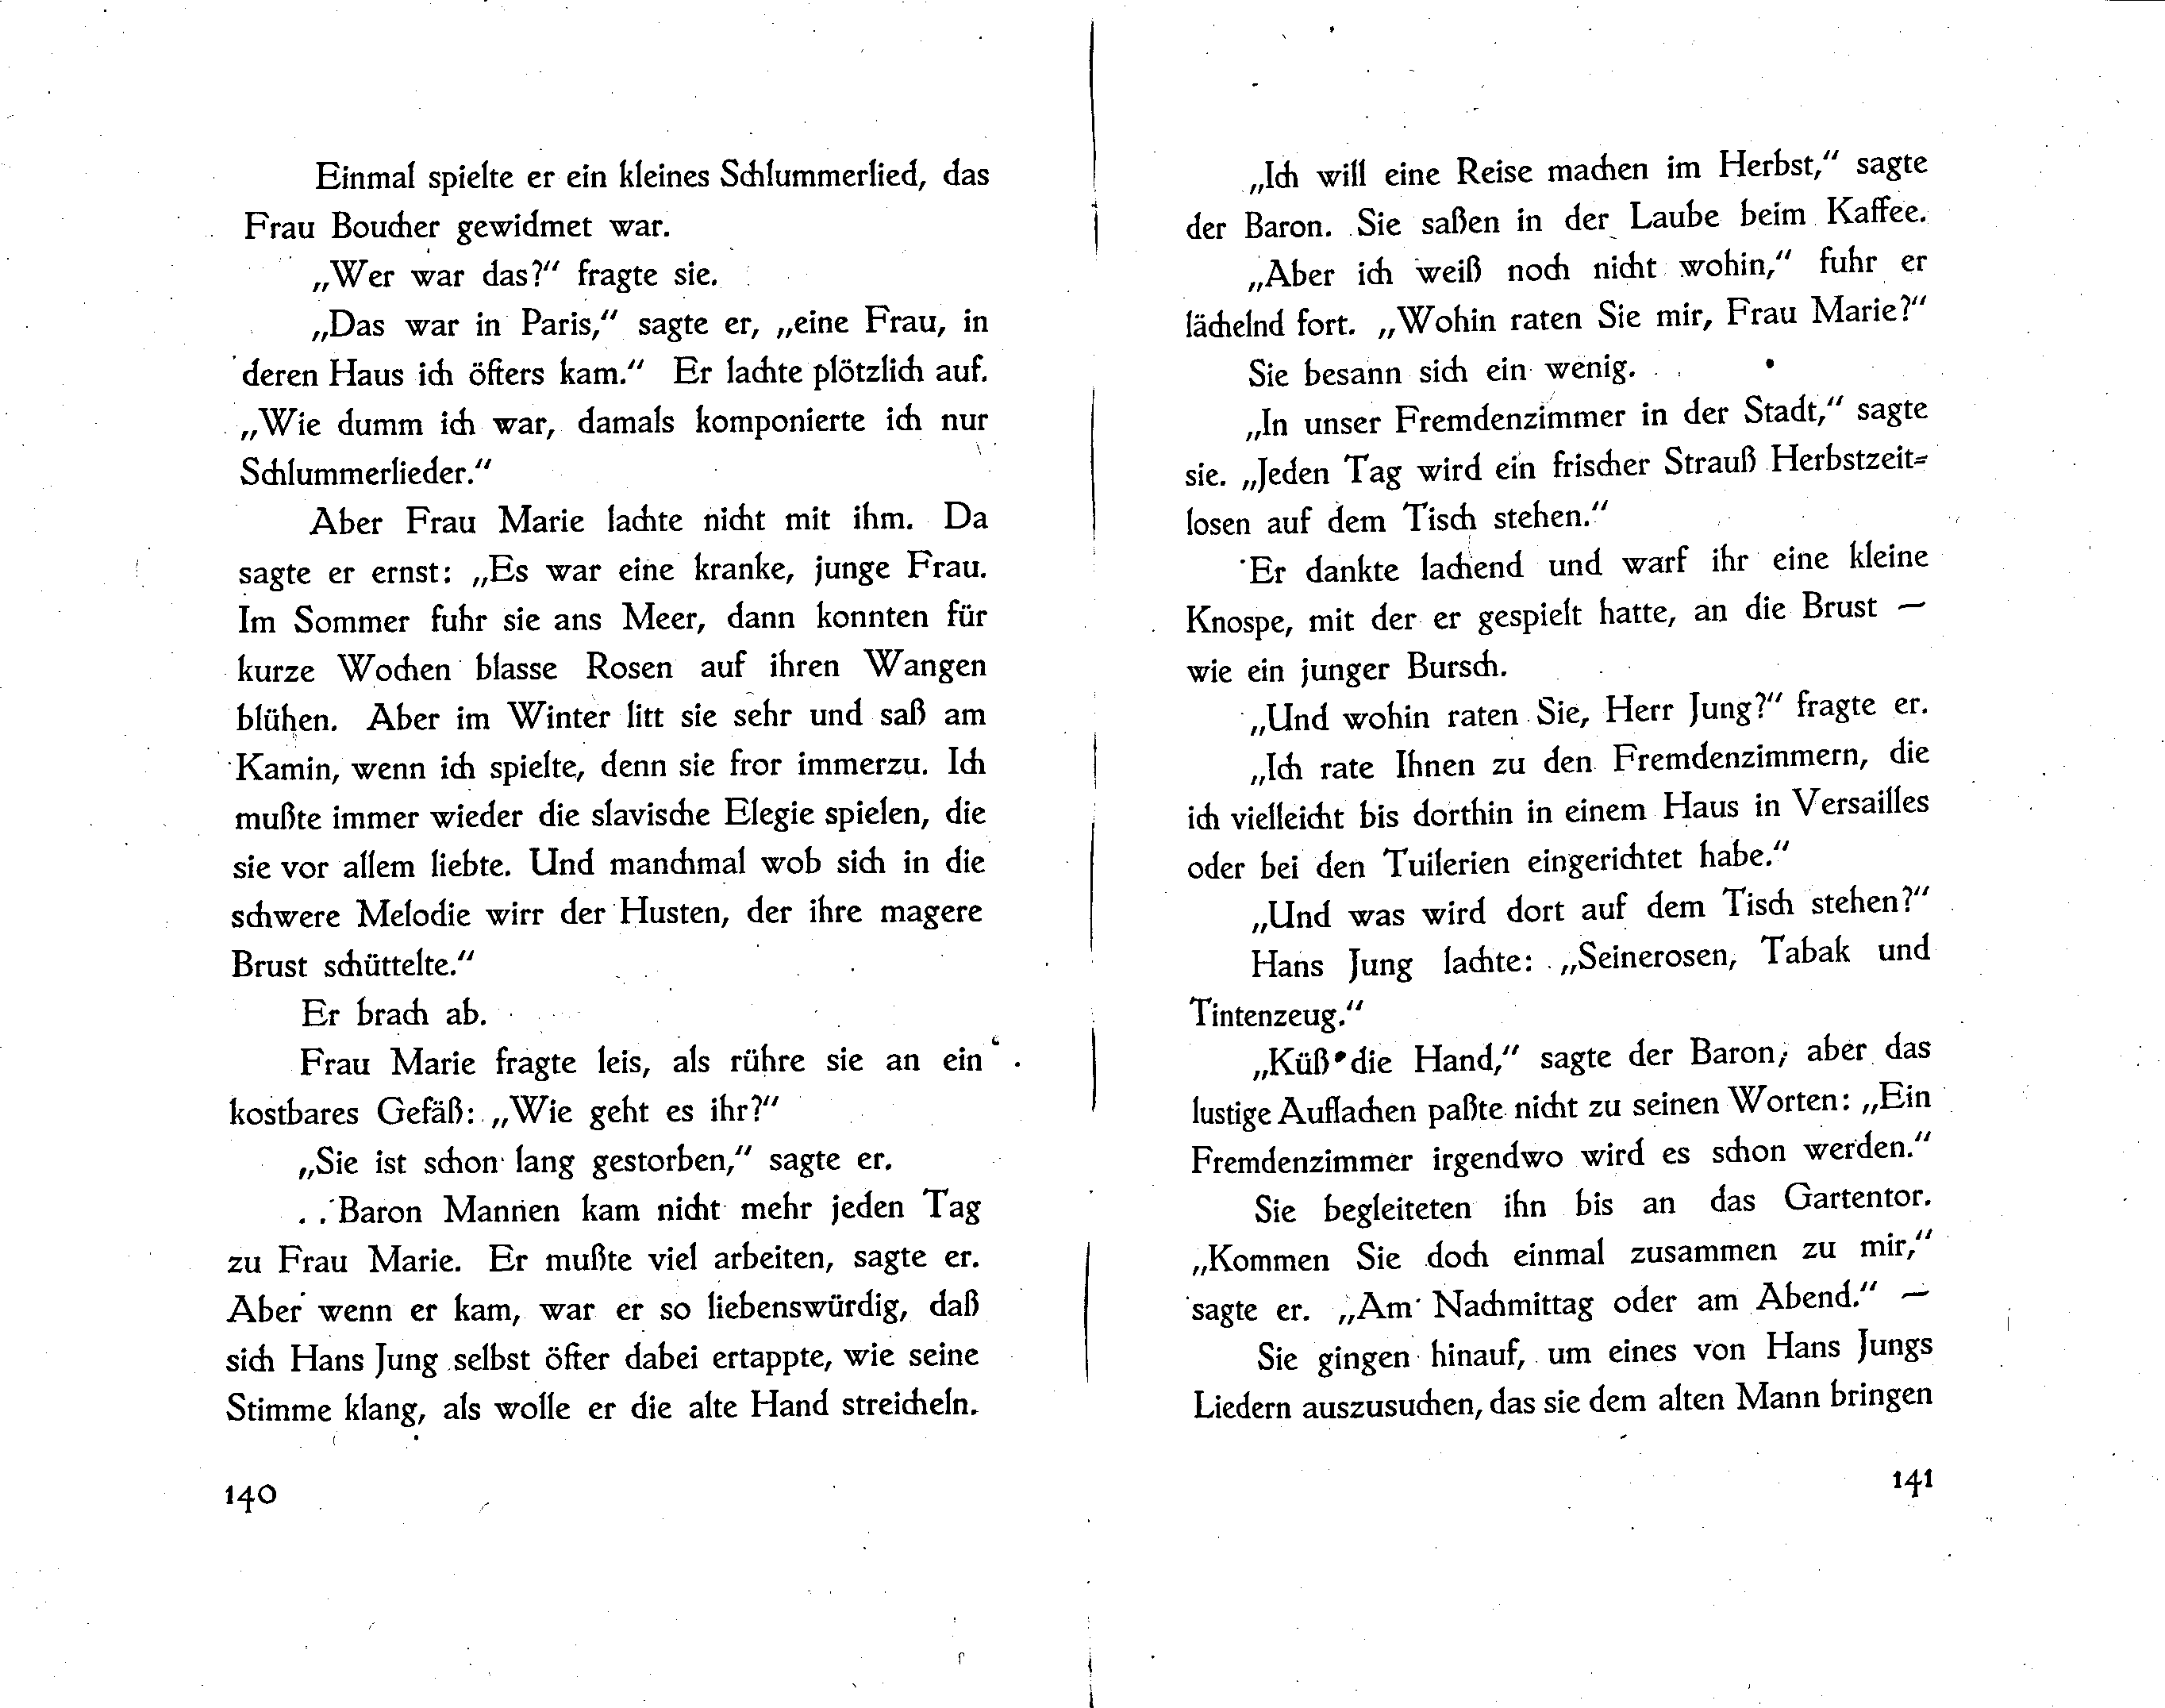 Einmal spielte er ein kleines Schlummerlied, das
Frau Boucher gewidmet war.
„Wer war das?“ fragte sie.
„Das war in Paris,“ sagte er, „eine Frau, in
deren Haus ich öfters kam.“ Er lachte plötzlich auf.
„Wie dumm ich war, damals komponierte ich nur
Schlummerlieder.“
Aber Frau Marie lachte nicht mit ihm. Da
sagte er ernst: „Es war eine kranke, junge Frau.
Im Sommer fuhr sie ans Meer, dann konnten für
kurze Wochen blasse Rosen auf ihren Wangen
blühen. Aber im Winter litt sie sehr und saß am
Kamin, wenn ich spielte, denn sie fror immerzu. Ich
mußte immer wieder die slavische Elegie spielen, die
sie vor allem liebte. Und manchmal wob sich in die
schwere Melodie wirr der Husten, der ihre magere
Brust schüttelte.“
Er brach ab.
Frau Marie fragte leis, als rühre sie an ein
kostbares Gefäß: „Wie geht es ihr?“
„Sie ist schon lang gestorben,“ sagte er.
. . Baron Mannen kam nicht mehr jeden Tag
zu Frau Marie. Er mußte viel arbeiten, sagte er.
Aber wenn er kam, war er so liebenswürdig, daß
sich Hans Jung selbst öfter dabei ertappte, wie seine
Stimme klang, als wolle er die alte Hand streicheln.
140
„Ich will eine Reise machen im Herbst,“ sagte
der Baron. Sie saßen in der Laube beim Kaffee.
„Aber ich weiß noch nicht wohin,“ fuhr er
lächelnd fort. „Wohin raten Sie mir, Frau Marie?“
Sie besann sich ein wenig.
„In unser Fremdenzimmer in der Stadt,“ sagte
sie. „Jeden Tag wird ein frischer Strauß Herbstzeit-
losen auf dem Tisch stehen.“
Er dankte lachend und warf ihr eine kleine
Knospe, mit der er gespielt hatte, an die Brust —
wie ein junger Bursch.
„Und wohin raten Sie, Herr Jung?“ fragte er.
„Ich rate Ihnen zu den Fremdenzimmern, die
ich vielleicht bis dorthin in einem Haus in Versailles
oder bei den Tuilerien eingerichtet habe.“
„Und was wird dort auf dem Tisch stehen?“
Hans Jung lachte: „Seinerosen, Tabak und
Tintenzeug.“
„Küß die Hand,“ sagte der Baron, aber das
lustige Auflachen paßte nicht zu seinen Worten: „Ein
Fremdenzimmer irgendwo wird es schon werden.“
Sie begleiteten ihn bis an das Gartentor.
„Kommen Sie doch einmal zusammen zu mir,“
sagte er. „Am Nachmittag oder am Abend.“ —
Sie gingen hinauf, um eines von Hans Jungs
Liedern auszusuchen, das sie dem alten Mann bringen
141